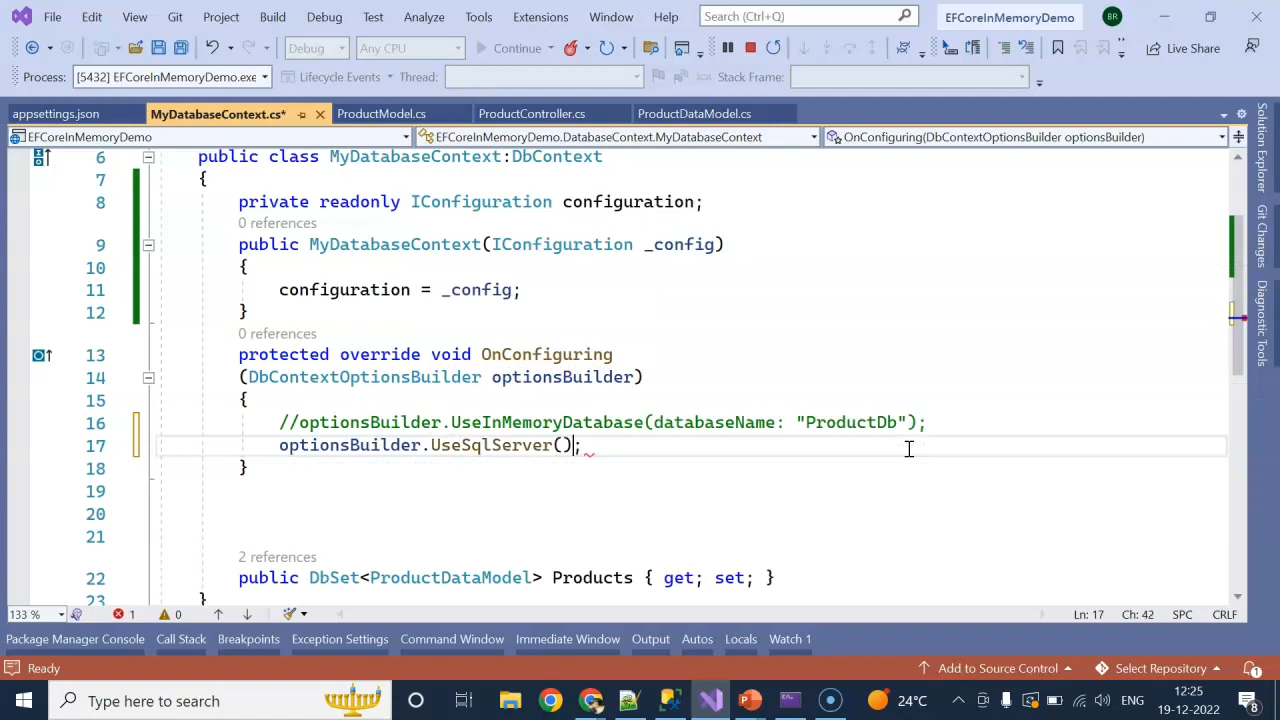 File Edit View Git Project Build Debug Test Analyze Tools Extensions Window Help Search (Ctrl+Q) EFCoreInMemoryDemo BR
Debug Any CPU Continue Live Share
Process: [5432] EFCoreInMemoryDemo.exe Lifecycle Events Thread: Stack Frame:
appsettings.json MyDatabaseContext.cs* ProductModel.cs ProductController.cs ProductDataModel.cs
EFCoreInMemoryDemo EFCoreInMemoryDemo.DatabaseContext.MyDatabaseContext OnConfiguring(DbContextOptionsBuilder optionsBuilder)
6 public class MyDatabaseContext:DbContext
7 {
8 private readonly IConfiguration configuration;
0 references
9 public MyDatabaseContext(IConfiguration _config)
10 {
11 configuration = _config;
12 }
0 references
13 protected override void OnConfiguring
14 (DbContextOptionsBuilder optionsBuilder)
15 {
16 //optionsBuilder.UseInMemoryDatabase(databaseName: "ProductDb");
17 optionsBuilder.UseSqlServer();
18 }
19
20
21
2 references
22 public DbSet<ProductDataModel> Products { get; set; }
23 }
Solution Explorer
Git Changes
Diagnostic Tools
133 % 1 0 Ln: 17 Ch: 42 SPC CRLF
Package Manager Console Call Stack Breakpoints Exception Settings Command Window Immediate Window Output Autos Locals Watch 1
Ready Add to Source Control Select Repository 1
Type here to search 24°C ENG 12:25
19-12-2022 8